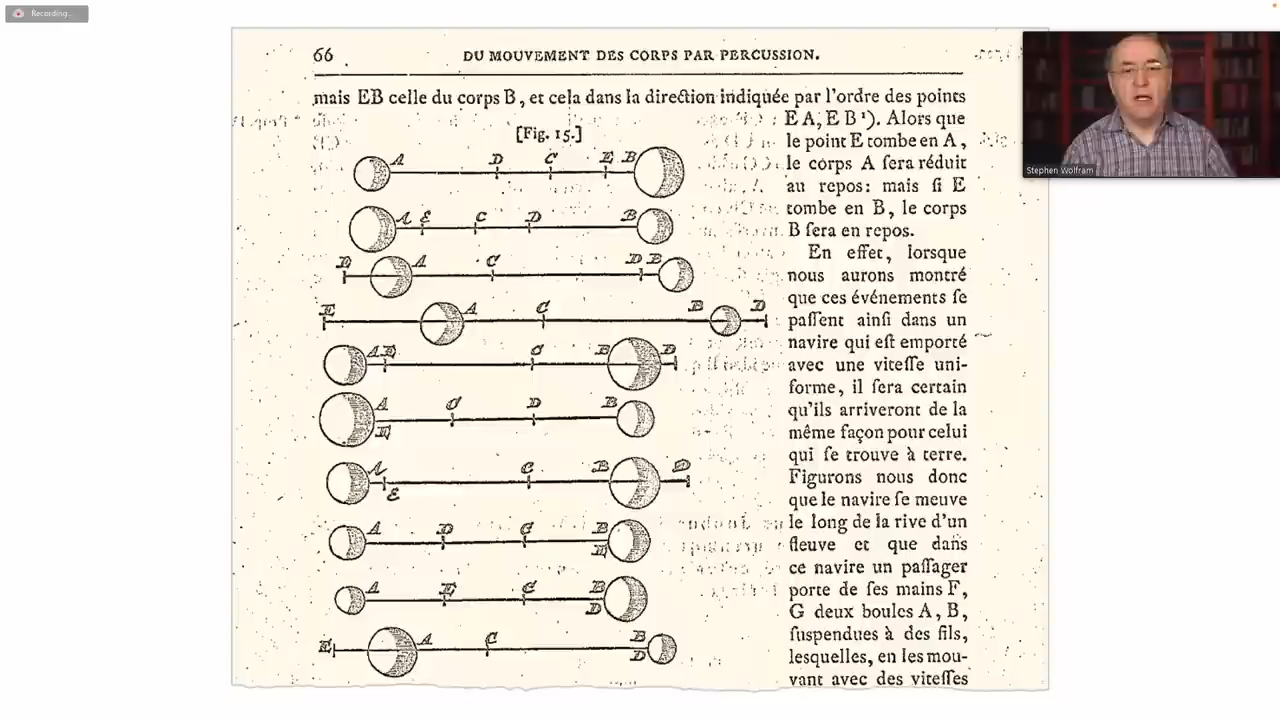 Recording...
66 DU MOUVEMENT DES CORPS PAR PERCUSSION.
mais EB celle du corps B, et cela dans la direction indiquée par l'ordre des points
[Fig. 15.]
E A, E B ¹). Alors que
le point E tombe en A,
le corps A ſera réduit
au repos: mais ſi E
tombe en B, le corps
B ſera en repos.
En effet, lorsque
nous aurons montré
que ces événements ſe
paſſent ainſi dans un
navire qui eſt emporté
avec une viteſſe uni-
forme, il ſera certain
qu'ils arriveront de la
même façon pour celui
qui ſe trouve à terre.
Figurons nous donc
que le navire ſe meuve
le long de la rive d'un
fleuve et que dans
ce navire un paſſager
porte de ſes mains F,
G deux boules A, B,
ſuspendues à des fils,
lesquelles, en les mou-
vant avec des viteſſes
A D C E B
A E C D B
E A C D B
E A C B D
A E C B D
A C D B
E
A C B D
E
A D C B
E
A E C B
D
E A C B
D
Stephen Wolfram